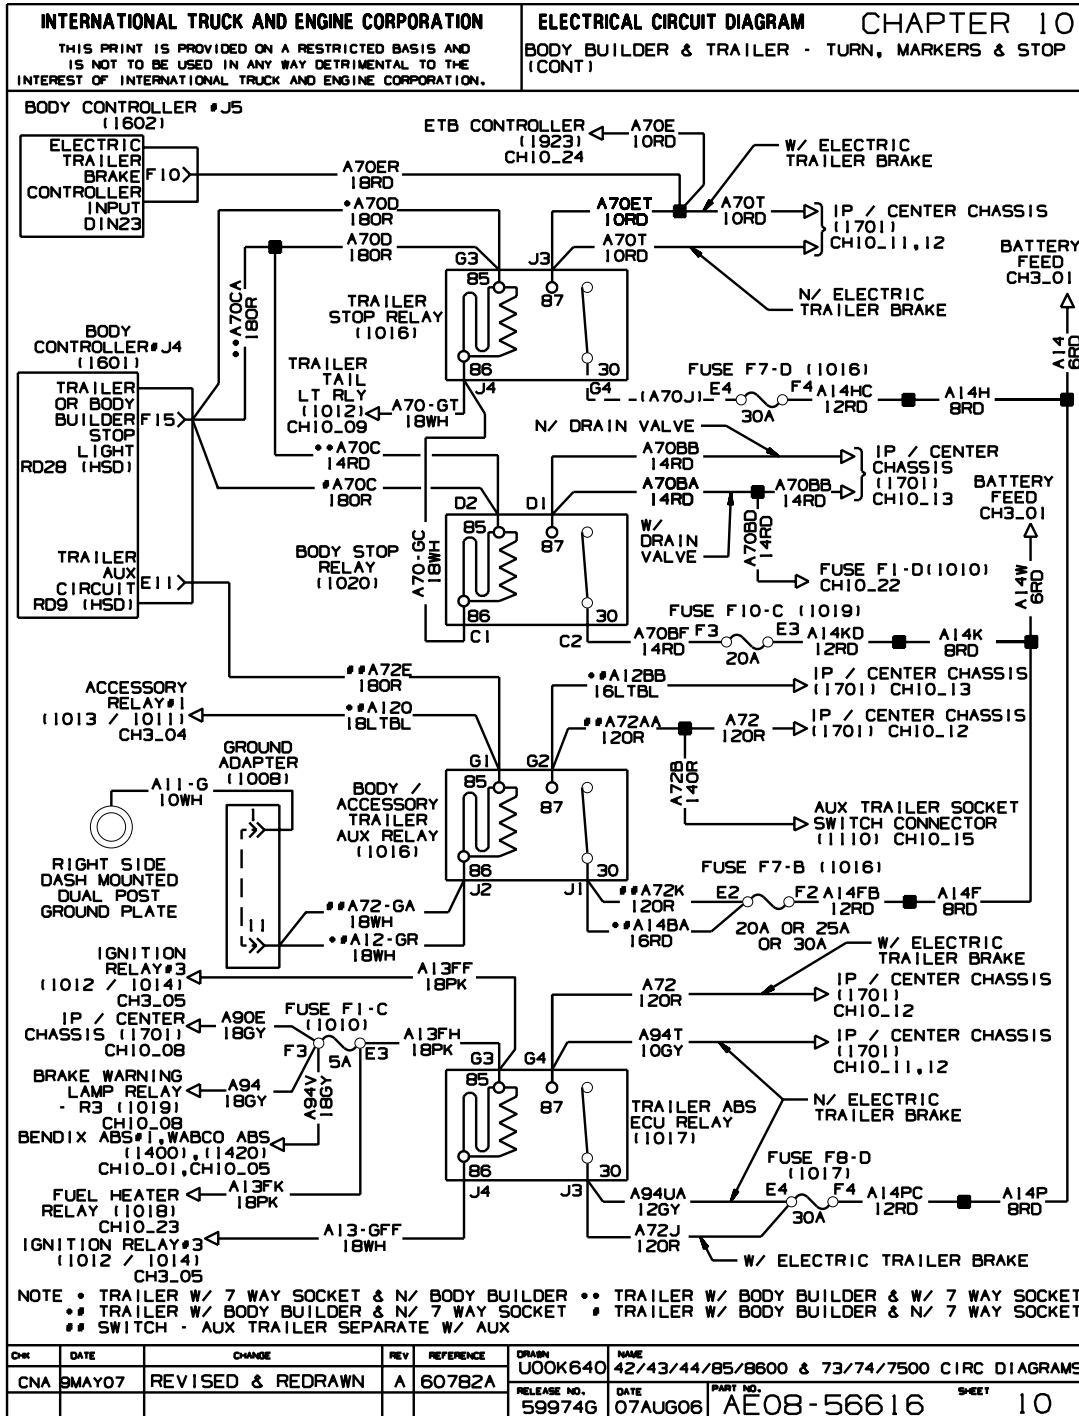 INTERNATIONAL TRUCK AND ENGINE CORPORATION
THIS PRINT IS PROVIDED ON A RESTRICTED BASIS AND
IS NOT TO BE USED IN ANY WAY DETRIMENTAL TO THE
INTEREST OF INTERNATIONAL TRUCK AND ENGINE CORPORATION.
ELECTRICAL CIRCUIT DIAGRAM CHAPTER 10
BODY BUILDER & TRAILER - TURN, MARKERS & STOP
(CONT)
BODY CONTROLLER #J5
(1602)
ELECTRIC
TRAILER
BRAKE
CONTROLLER
INPUT
DIN23
F10
ETB CONTROLLER
(1923)
CH10_24
A70E
10RD
W/ ELECTRIC
TRAILER BRAKE
A70ER
18RD
*A70D
18OR
A70D
18OR
A70ET
10RD
A70T
10RD
A70T
10RD
IP / CENTER CHASSIS
(1701)
CH10_11,12
BATTERY
FEED
CH3_01
A14
6RD
G3
J3
85
87
TRAILER
STOP RELAY
(1016)
86
30
J4
G4
N/ ELECTRIC
TRAILER BRAKE
**A70CA
18OR
BODY
CONTROLLER#J4
(1601)
TRAILER
OR BODY
BUILDER
STOP
LIGHT
RD28 (HSD)
F15
TRAILER
AUX
CIRCUIT
RD9 (HSD)
E11
TRAILER
TAIL
LT RLY
(1012)
CH10_09
A70-GT
18WH
FUSE F7-D (1016)
(A70J)
E4
F4
30A
A14HC
12RD
A14H
8RD
N/ DRAIN VALVE
**A70C
14RD
#A70C
18OR
A70BB
14RD
A70BA
14RD
A70BB
14RD
IP / CENTER
CHASSIS
(1701)
CH10_13
BATTERY
FEED
CH3_01
A14W
6RD
D2
D1
85
87
BODY STOP
RELAY
(1020)
A70-GC
18WH
86
30
C1
C2
W/
DRAIN
VALVE
A70BD
14RD
FUSE F1-D(1010)
CH10_22
FUSE F10-C (1019)
A70BF
14RD
F3
E3
20A
A14KD
12RD
A14K
8RD
##A72E
18OR
*#A12BB
16LTBL
IP / CENTER CHASSIS
(1701) CH10_13
ACCESSORY
RELAY#1
(1013 / 1011)
CH3_04
*#A120
18LTBL
##A72AA
12OR
A72
12OR
IP / CENTER CHASSIS
(1701) CH10_12
GROUND
ADAPTER
(1008)
G1
G2
85
87
A72B
14OR
A11-G
10WH
BODY /
ACCESSORY
TRAILER
AUX RELAY
(1016)
86
30
J2
J1
AUX TRAILER SOCKET
SWITCH CONNECTOR
(1110) CH10_15
I
RIGHT SIDE
DASH MOUNTED
DUAL POST
GROUND PLATE
II
##A72-GA
18WH
*#A12-GR
18WH
FUSE F7-B (1016)
##A72K
12OR
*#A14BA
16RD
E2
F2
A14FB
12RD
A14F
8RD
20A OR 25A
OR 30A
W/ ELECTRIC
TRAILER BRAKE
IGNITION
RELAY#3
(1012 / 1014)
CH3_05
A13FF
18PK
A72
12OR
IP / CENTER CHASSIS
(1701)
CH10_12
IP / CENTER
CHASSIS (1701)
CH10_08
A90E
18GY
FUSE F1-C
(1010)
F3
E3
5A
A13FH
18PK
A94T
10GY
IP / CENTER CHASSIS
(1701)
CH10_11,12
G3
G4
85
87
BRAKE WARNING
LAMP RELAY
- R3 (1019)
CH10_08
A94
18GY
A94V
18GY
TRAILER ABS
ECU RELAY
(1017)
N/ ELECTRIC
TRAILER BRAKE
BENDIX ABS#1,WABCO ABS
(1400),(1420)
CH10_01,CH10_05
86
30
J4
J3
FUEL HEATER
RELAY (1018)
CH10_23
A13FK
18PK
A94UA
12GY
A72J
12OR
FUSE F8-D
(1017)
E4
F4
30A
A14PC
12RD
A14P
8RD
IGNITION RELAY#3
(1012 / 1014)
CH3_05
A13-GFF
18WH
W/ ELECTRIC TRAILER BRAKE
NOTE * TRAILER W/ 7 WAY SOCKET & N/ BODY BUILDER ** TRAILER W/ BODY BUILDER & W/ 7 WAY SOCKET
*# TRAILER W/ BODY BUILDER & N/ 7 WAY SOCKET # TRAILER W/ BODY BUILDER & N/ 7 WAY SOCKET
## SWITCH - AUX TRAILER SEPARATE W/ AUX
CHK DATE CHANGE REV REFERENCE
CNA 9MAY07 REVISED & REDRAWN A 60782A
DRAWN U00K640 NAME 42/43/44/85/8600 & 73/74/7500 CIRC DIAGRAMS
RELEASE NO. 59974G DATE 07AUG06 PART NO. AE08-56616 SHEET 10